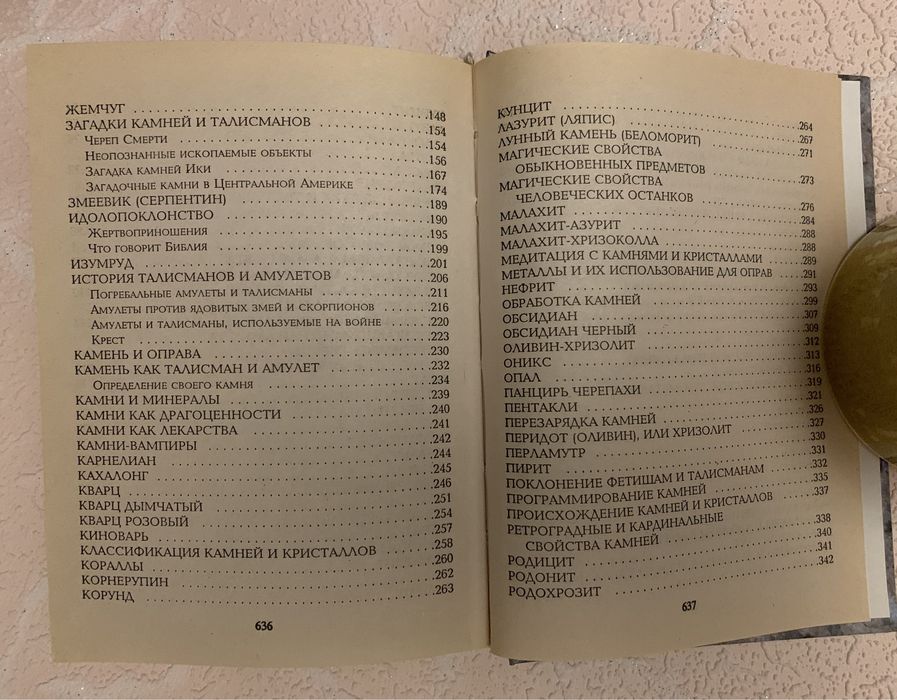 ЖЕМЧУГ ..... 148
ЗАГАДКИ КАМНЕЙ И ТАЛИСМАНОВ ..... 154
Череп Смерти ..... 154
Неопознанные ископаемые объекты ..... 156
Загадка камней Ики ..... 167
Загадочные камни в Центральной Америке ..... 174
ЗМЕЕВИК (СЕРПЕНТИН) ..... 189
ИДОЛОПОКЛОНСТВО ..... 190
Жертвоприношения ..... 195
Что говорит Библия ..... 199
ИЗУМРУД ..... 201
ИСТОРИЯ ТАЛИСМАНОВ И АМУЛЕТОВ ..... 206
Погребальные амулеты и талисманы ..... 211
Амулеты против ядовитых змей и скорпионов ..... 216
Амулеты и талисманы, используемые на войне ..... 220
Крест ..... 223
КАМЕНЬ И ОПРАВА ..... 230
КАМЕНЬ КАК ТАЛИСМАН И АМУЛЕТ ..... 232
Определение своего камня ..... 234
КАМНИ И МИНЕРАЛЫ ..... 239
КАМНИ КАК ДРАГОЦЕННОСТИ ..... 240
КАМНИ КАК ЛЕКАРСТВА ..... 241
КАМНИ-ВАМПИРЫ ..... 242
КАРНЕЛИАН ..... 244
КАХАЛОНГ ..... 245
КВАРЦ ..... 246
КВАРЦ ДЫМЧАТЫЙ ..... 251
КВАРЦ РОЗОВЫЙ ..... 254
КИНОВАРЬ ..... 257
КЛАССИФИКАЦИЯ КАМНЕЙ И КРИСТАЛЛОВ ..... 258
КОРАЛЛЫ ..... 260
КОРНЕРУПИН ..... 262
КОРУНД ..... 263
636
КУНЦИТ ..... 264
ЛАЗУРИТ (ЛЯПИС) ..... 267
ЛУННЫЙ КАМЕНЬ (БЕЛОМОРИТ) ..... 271
МАГИЧЕСКИЕ СВОЙСТВА
ОБЫКНОВЕННЫХ ПРЕДМЕТОВ ..... 273
МАГИЧЕСКИЕ СВОЙСТВА
ЧЕЛОВЕЧЕСКИХ ОСТАНКОВ ..... 276
МАЛАХИТ ..... 284
МАЛАХИТ-АЗУРИТ ..... 288
МАЛАХИТ-ХРИЗОКОЛЛА ..... 288
МЕДИТАЦИЯ С КАМНЯМИ И КРИСТАЛЛАМИ ..... 289
МЕТАЛЛЫ И ИХ ИСПОЛЬЗОВАНИЕ ДЛЯ ОПРАВ ..... 291
НЕФРИТ ..... 293
ОБРАБОТКА КАМНЕЙ ..... 299
ОБСИДИАН ..... 307
ОБСИДИАН ЧЕРНЫЙ ..... 309
ОЛИВИН-ХРИЗОЛИТ ..... 312
ОНИКС ..... 313
ОПАЛ ..... 316
ПАНЦИРЬ ЧЕРЕПАХИ ..... 319
ПЕНТАКЛИ ..... 321
ПЕРЕЗАРЯДКА КАМНЕЙ ..... 326
ПЕРИДОТ (ОЛИВИН), ИЛИ ХРИЗОЛИТ ..... 327
ПЕРЛАМУТР ..... 330
ПИРИТ ..... 331
ПОКЛОНЕНИЕ ФЕТИШАМ И ТАЛИСМАНАМ ..... 332
ПРОГРАММИРОВАНИЕ КАМНЕЙ ..... 335
ПРОИСХОЖДЕНИЕ КАМНЕЙ И КРИСТАЛЛОВ ..... 337
РЕТРОГРАДНЫЕ И КАРДИНАЛЬНЫЕ
СВОЙСТВА КАМНЕЙ ..... 338
РОДИЦИТ ..... 340
РОДОНИТ ..... 341
РОДОХРОЗИТ ..... 342
637